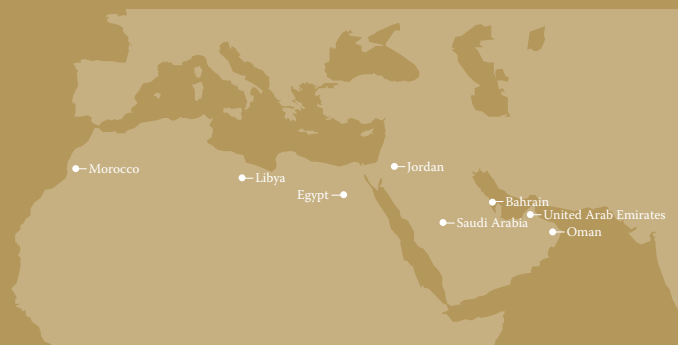 Morocco
Jordan
Libya
Egypt
Bahrain
United Arab Emirates
Saudi Arabia
Oman